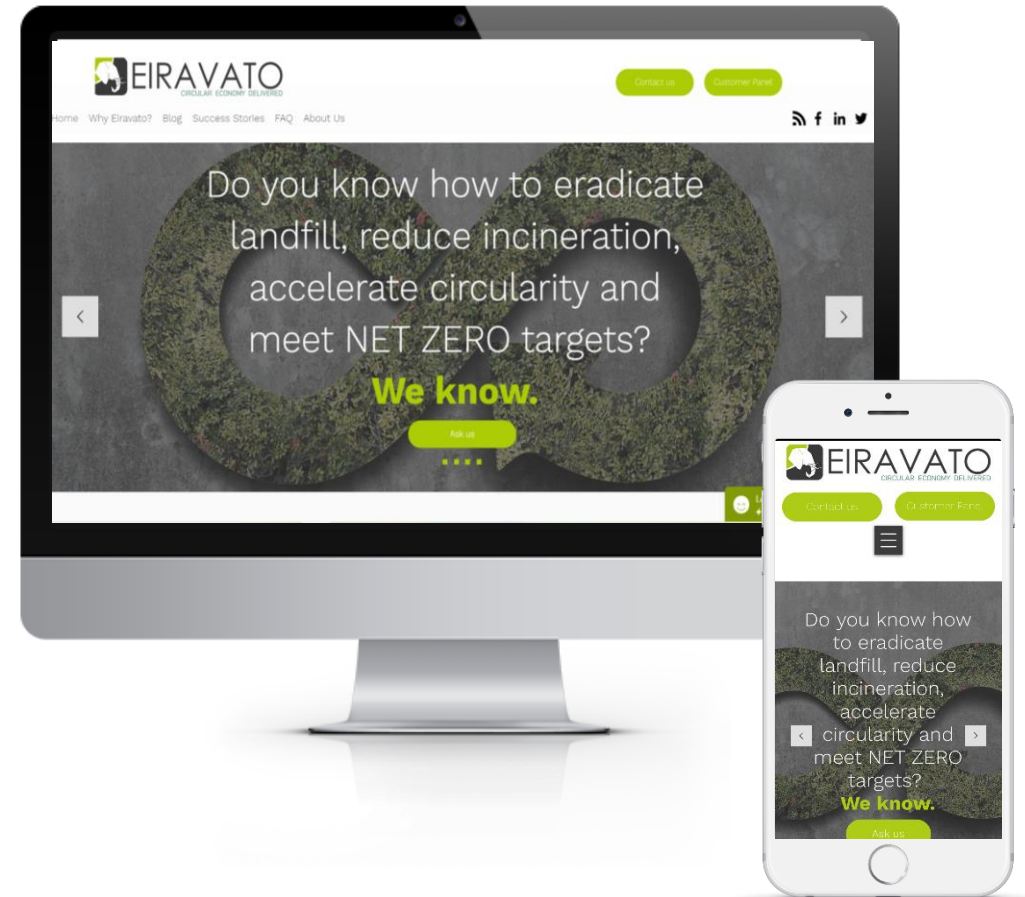 EIRAVATO
CIRCULAR ECONOMY DELIVERED
Contact us Customer Panel
Home Why Eiravato? Blog Success Stories FAQ About Us
Do you know how to eradicate
landfill, reduce incineration,
accelerate circularity and
meet NET ZERO targets?
We know.
Ask us
EIRAVATO
CIRCULAR ECONOMY DELIVERED
Contact us Customer Panel
Do you know how
to eradicate
landfill, reduce
incineration,
accelerate
circularity and
meet NET ZERO
targets?
We know.
Ask us